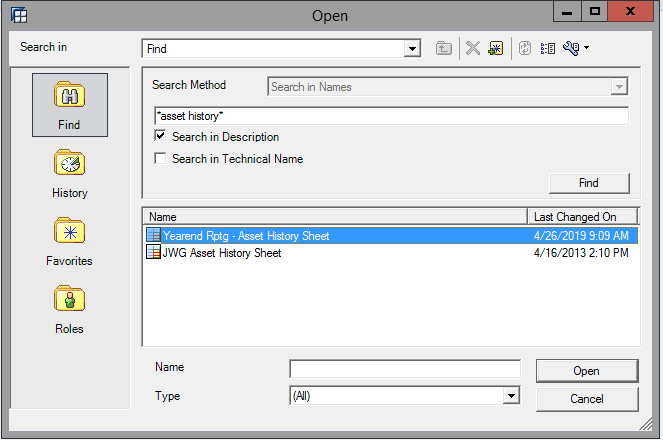 Open
Search in
Find
Find
History
Favorites
Roles
Search Method
Search in Names
*asset history*
Search in Description
Search in Technical Name
Find
Name Last Changed On
Yearend Rptg - Asset History Sheet 4/26/2019 9:09 AM
JWG Asset History Sheet 4/16/2013 2:10 PM
Name
Open
Type
(All)
Cancel